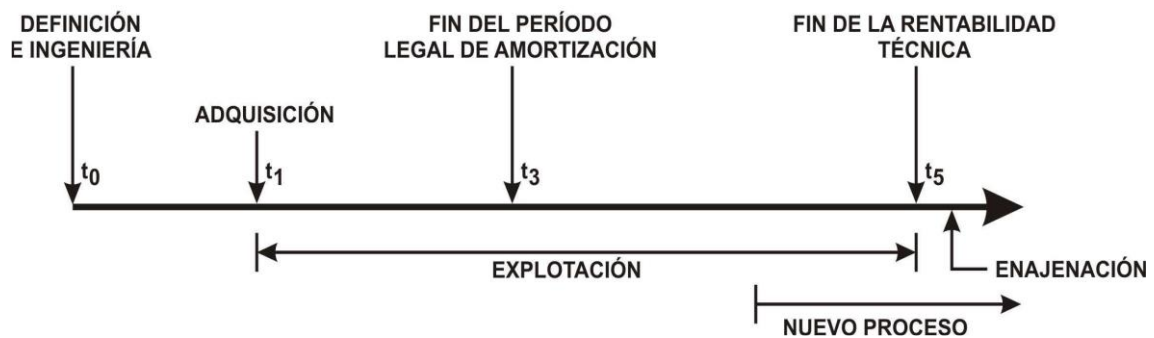 DEFINICIÓN
E INGENIERÍA
FIN DEL PERÍODO
LEGAL DE AMORTIZACIÓN
FIN DE LA RENTABILIDAD
TÉCNICA
ADQUISICIÓN
t0
t1
t3
t5
EXPLOTACIÓN
ENAJENACIÓN
NUEVO PROCESO